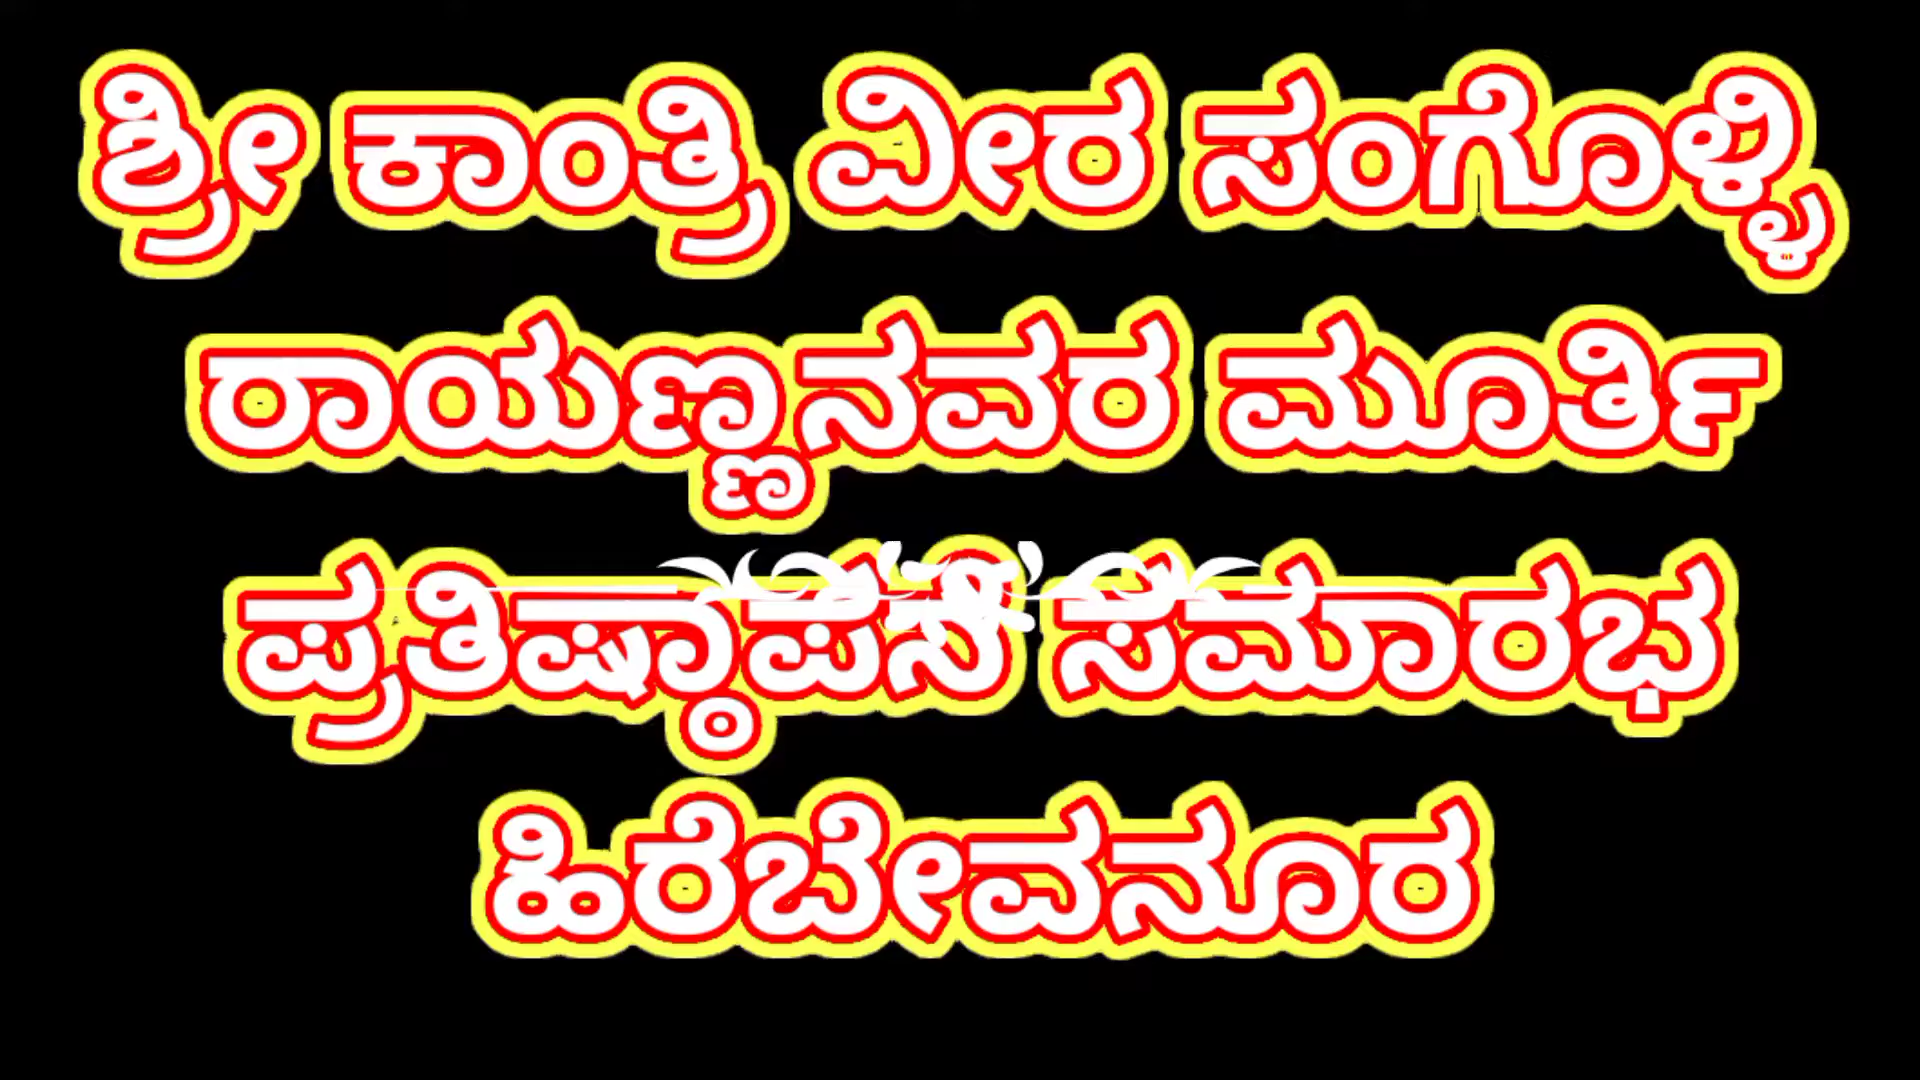 ಶ್ರೀ ಕಾಂತ್ರಿ ವೀರ ಸಂಗೊಳ್ಳಿ
ರಾಯಣ್ಣನವರ ಮೂರ್ತಿ
ಪ್ರತಿಷ್ಠಾಪನೆ ಸಮಾರಭ
ಹಿರೆಬೇವನೂರ